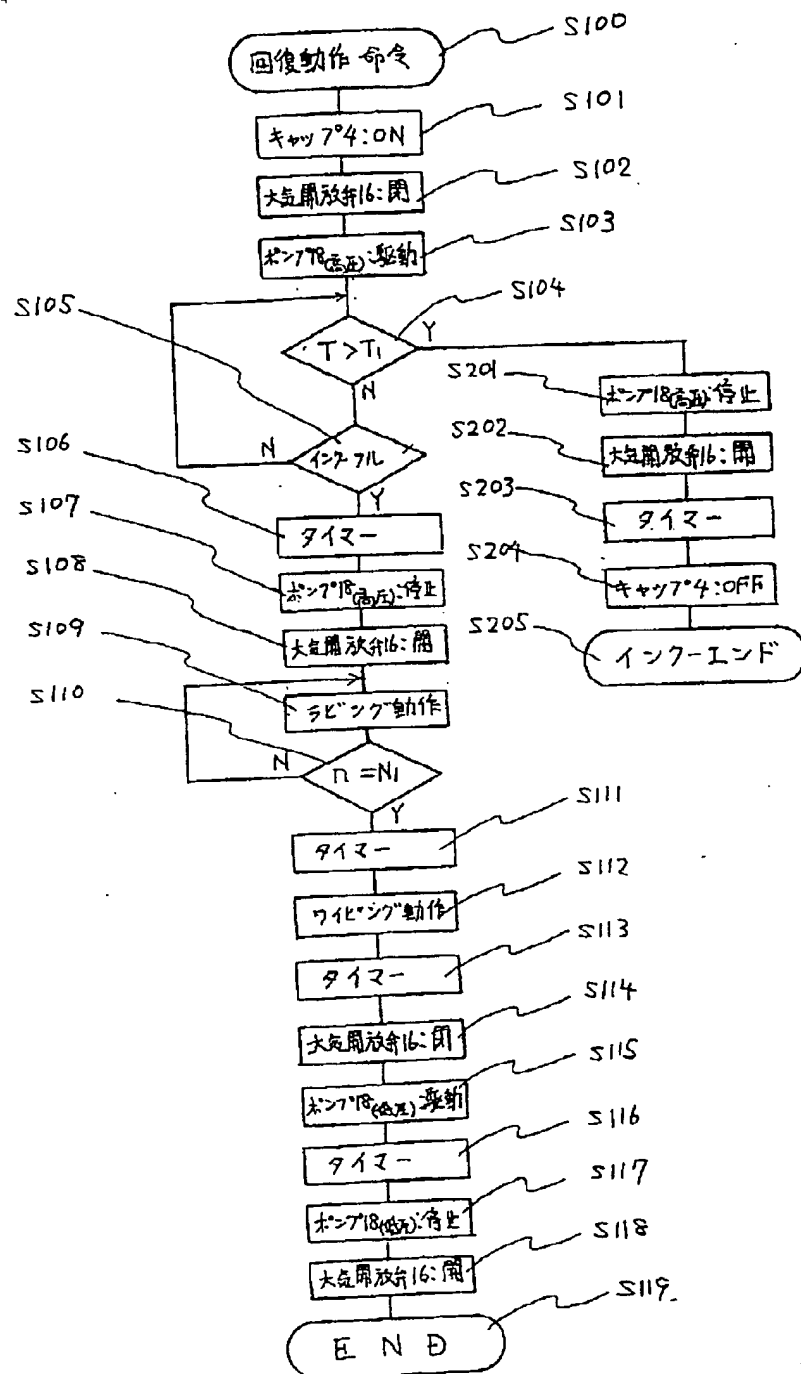 回復動作 命令
S100
キャップ4:ON
S101
大気開放弁16:閉
S102
ポンプ18(高圧):駆動
S103
T>T1
S104
Y
N
S105
インク-フル
N
Y
タイマー
S106
ポンプ18(高圧):停止
S107
大気開放弁16:開
S108
ラビング動作
S109
n=N1
S110
N
Y
タイマー
S111
ワイピング動作
S112
タイマー
S113
大気開放弁16:閉
S114
ポンプ18(低圧):駆動
S115
タイマー
S116
ポンプ18(低圧):停止
S117
大気開放弁16:開
S118
END
S119
S201
ポンプ18(高圧):停止
S202
大気開放弁16:開
S203
タイマー
S204
キャップ4:OFF
S205
インクーエンド